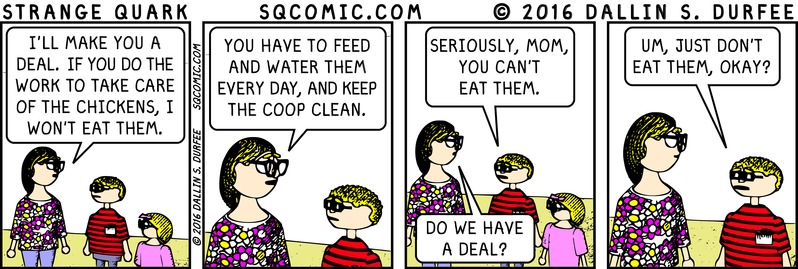 STRANGE QUARK SQCOMIC.COM © 2016 DALLIN S. DURFEE
I'LL MAKE YOU A
DEAL. IF YOU DO THE
WORK TO TAKE CARE
OF THE CHICKENS, I
WON'T EAT THEM.
© 2016 DALLIN S. DURFEE SQCOMIC.COM
YOU HAVE TO FEED
AND WATER THEM
EVERY DAY, AND KEEP
THE COOP CLEAN.
SERIOUSLY, MOM,
YOU CAN'T
EAT THEM.
DO WE HAVE
A DEAL?
UM, JUST DON'T
EAT THEM, OKAY?